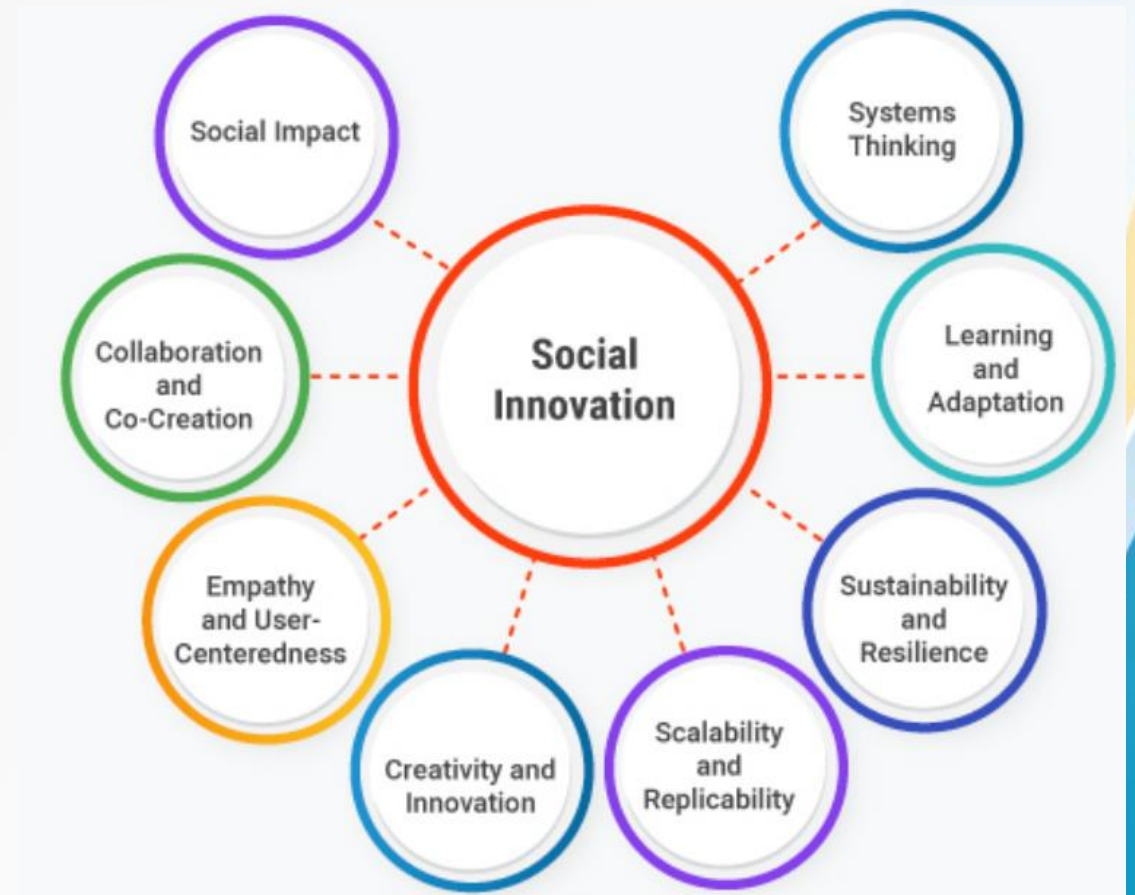 Social Impact
Systems
Thinking
Social
Innovation
Collaboration
and
Co-Creation
Learning
and
Adaptation
Empathy
and User-
Centeredness
Sustainability
and
Resilience
Creativity and
Innovation
Scalability
and
Replicability